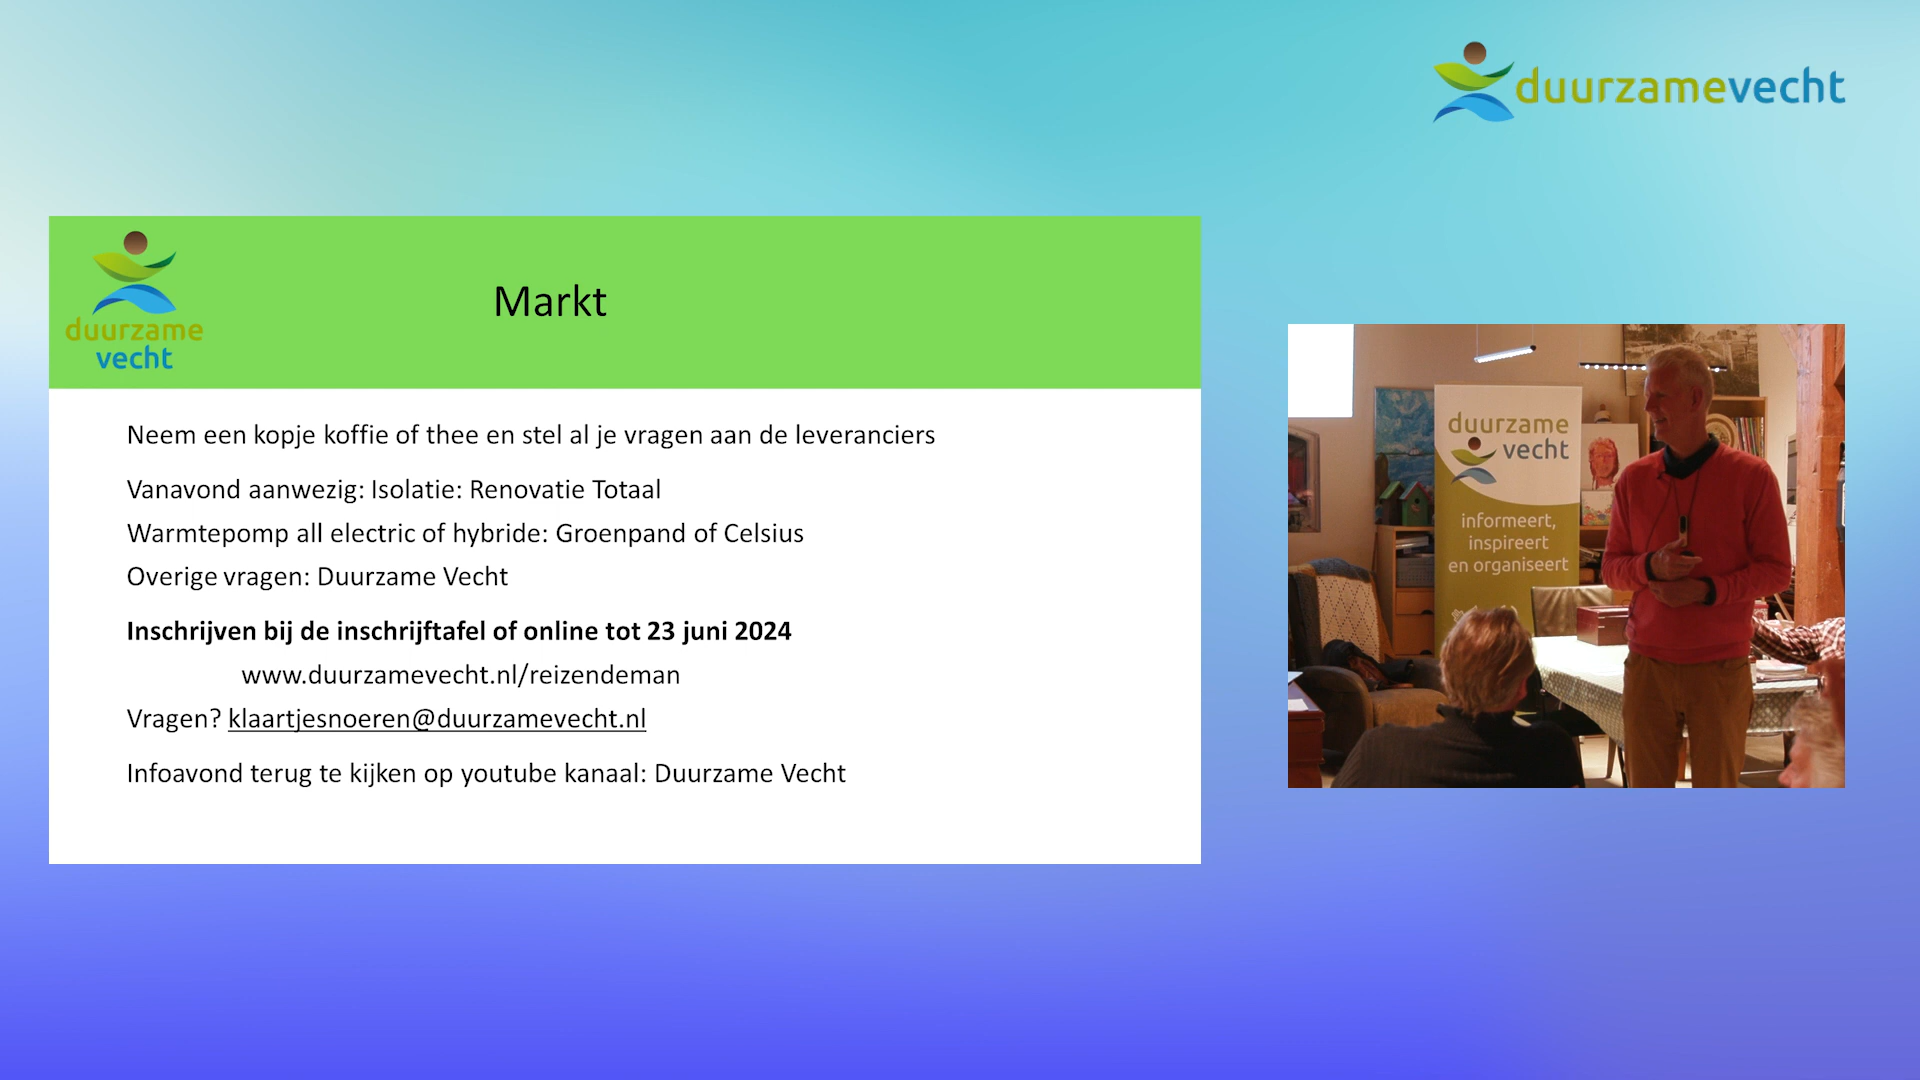 duurzamevecht
duurzame
vecht
Markt
Neem een kopje koffie of thee en stel al je vragen aan de leveranciers
Vanavond aanwezig: Isolatie: Renovatie Totaal
Warmtepomp all electric of hybride: Groenpand of Celsius
Overige vragen: Duurzame Vecht
Inschrijven bij de inschrijftafel of online tot 23 juni 2024
www.duurzamevecht.nl/reizendeman
Vragen? klaartjesnoeren@duurzamevecht.nl
Infoavond terug te kijken op youtube kanaal: Duurzame Vecht
duurzame
vecht
informeert,
inspireert
en organiseert